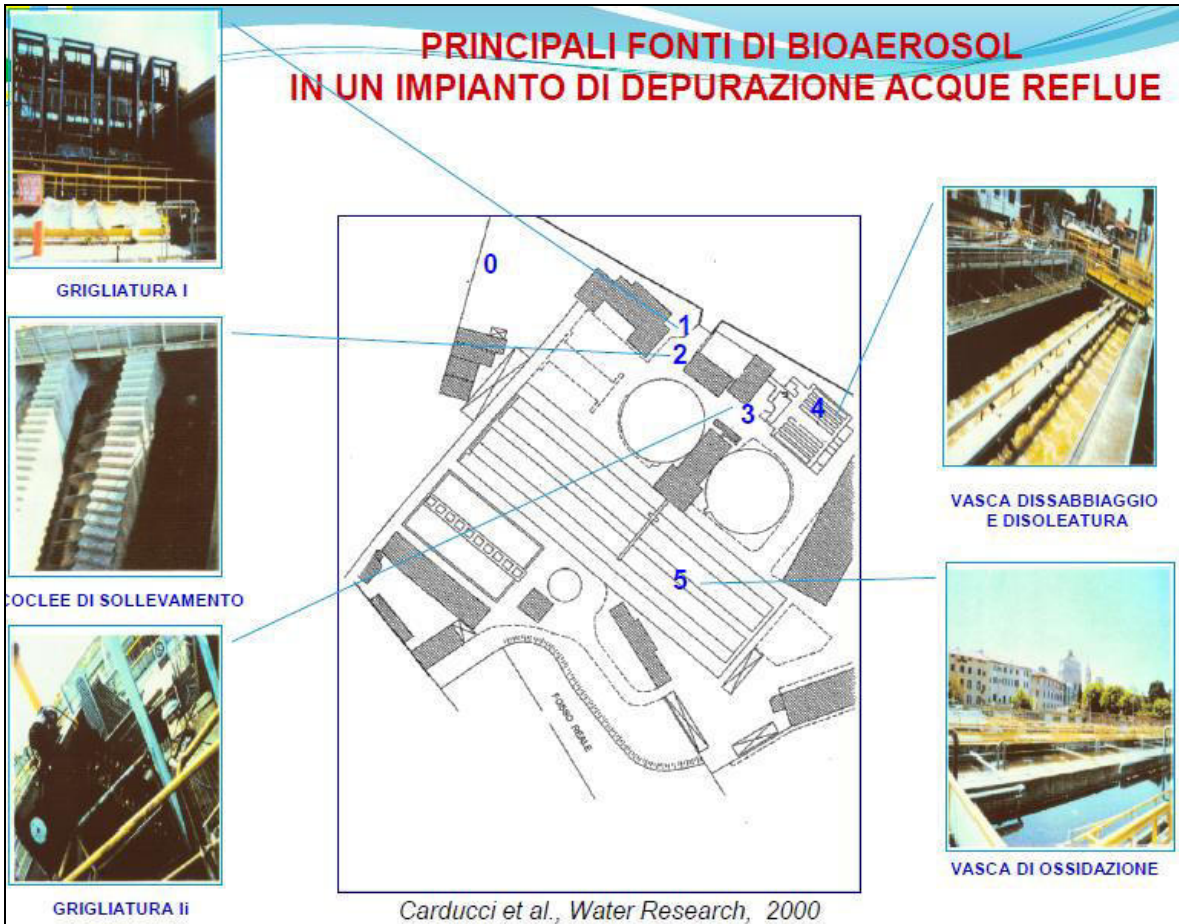 PRINCIPALI FONTI DI BIOAEROSOL
IN UN IMPIANTO DI DEPURAZIONE ACQUE REFLUE
GRIGLIATURA I
COCLEE DI SOLLEVAMENTO
GRIGLIATURA Ii
0
1
2
3
4
5
FOSSO REALE
VASCA DISSABBIAGGIO
E DISOLEATURA
VASCA DI OSSIDAZIONE
Carducci et al., Water Research, 2000